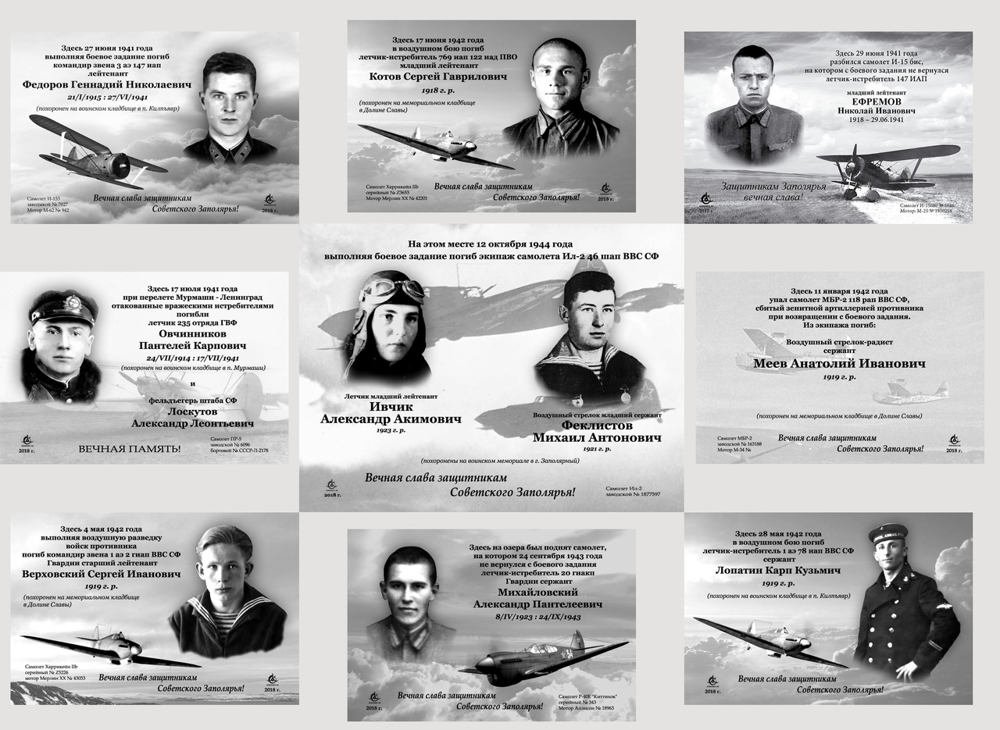 Здесь 27 июня 1941 года
выполняя боевое задание погиб
командир звена 3 аэ 147 иап
лейтенант
Федоров Геннадий Николаевич
21/I/1915 : 27/VI/1941
(похоронен на воинском кладбище в п. Килпъявр)
Самолет И-153
заводмкой № 7027
Мотор М-62 № 942
Вечная слава защитникам
Советского Заполярья!
2018 г.
Здесь 17 июня 1942 года
в воздушном бою погиб
летчик-истребитель 769 иап 122 иад ПВО
младший лейтенант
Котов Сергей Гаврилович
1918 г. р.
(похоронен на мемориальном кладбище
в Долине Славы)
Самолет Харрикейн IIb
серийный № Z3653
Мотор Мерлин XX № 42201
Вечная слава защитникам
Советского Заполярья!
2018 г.
Здесь 29 июня 1941 года
разбился самолет И-15 бис,
на котором с боевого задания не вернулся
летчик-истребитель 147 ИАП
младший лейтенант
ЕФРЕМОВ
Николай Иванович
1918 – 29.06.1941
Защитникам Заполярья
вечная слава!
2017 г.
Самолет И-15бис №
Мотор: М-25 №
Здесь 17 июля 1941 года
при перелете Мурмаши - Ленинград
отакованные вражескими истребителями
погибли
летчик 235 отряда ГВФ
Овчинников
Пантелей Карпович
24/VII/1914 : 17/VII/1941
(похоронен на воинском кладбище в п. Мурмаши)
и
фельдъегерь штаба СФ
Лоскутов
Александр Леонтьевич
2018 г.
ВЕЧНАЯ ПАМЯТЬ!
Самолет ПР-5
заводской № 6096
бортовой № СССР-Л-2178
На этом месте 12 октября 1944 года
выполняя боевое задание погиб экипаж самолета Ил-2 46 шап ВВС СФ
Летчик младший лейтенант
Ивчик
Александр Акимович
1923 г. р.
Воздушный стрелок младший сержант
Феклистов
Михаил Антонович
1921 г. р.
(похоронены на воинском мемориале в г. Заполярный)
Вечная слава защитникам
Советского Заполярья!
2018 г.
Самолет Ил-2
заводской № 1877597
Здесь 11 января 1942 года
упал самолет МБР-2 118 рап ВВС СФ,
сбитый зенитной артиллерией противника
при возвращении с боевого задания.
Из экипажа погиб:
Воздушный стрелок-радист
сержант
Меев Анатолий Иванович
1919 г. р.
(похоронен на мемориальном кладбище в Долине Славы)
Самолет МБР-2
заводской № 163188
Мотор М-34 №
Вечная слава защитникам
Советского Заполярья!
2018 г.
Здесь 4 мая 1942 года
выполняя воздушную разведку
войск противника
погиб командир звена 1 аэ 2 гиап ВВС СФ
Гвардии старший лейтенант
Верховский Сергей Иванович
1919 г. р.
(похоронен на мемориальном кладбище
в Долине Славы)
Самолет Харрикейн IIb
серийный № Z5226
мотор Мерлин XX № 43053
Вечная слава защитникам
Советского Заполярья!
2018 г.
Здесь из озера был поднят самолет,
на котором 24 сентября 1943 года
не вернулся с боевого задания
летчик-истребитель 20 гиакп
Гвардии сержант
Михайловский
Александр Пантелеевич
8/IV/1923 : 24/IX/1943
Вечная слава защитникам
Советского Заполярья!
2018 г.
Самолет Р-40Е "Киттихок"
серийный № 343
Мотор Аллисон № 18963
Здесь 28 мая 1942 года
в воздушном бою погиб
летчик-истребитель 1 аэ 78 иап ВВС СФ
сержант
Лопатин Карп Кузьмич
1919 г. р.
(похоронен на воинском кладбище в п. Килпъявр)
Вечная слава защитникам
Советского Заполярья!
2018 г.